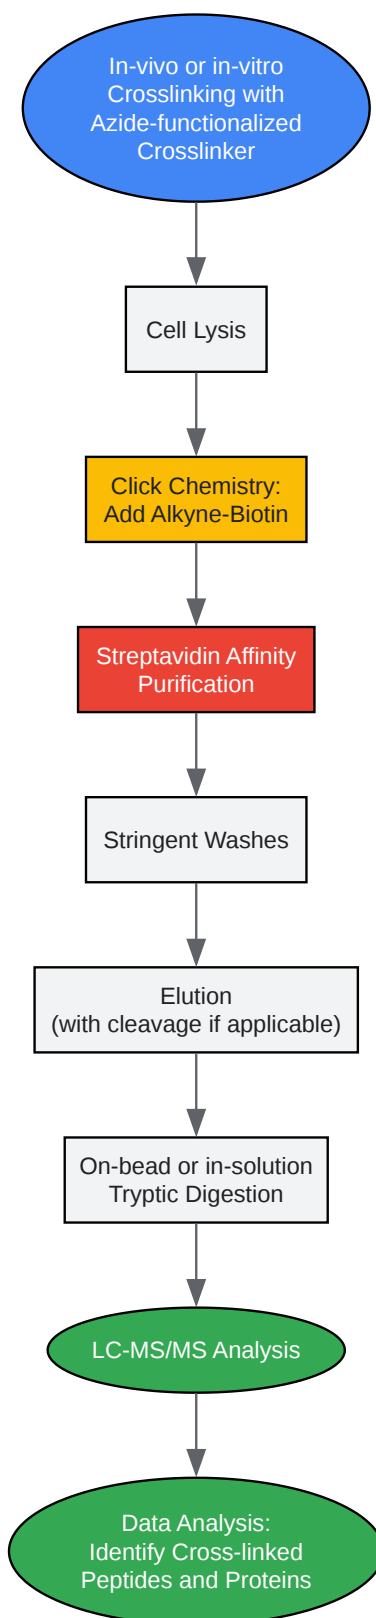 In-vivo or in-vitro
Crosslinking with
Azide-functionalized
Crosslinker
Cell Lysis
Click Chemistry:
Add Alkyne-Biotin
Streptavidin Affinity
Purification
Stringent Washes
Elution
(with cleavage if applicable)
On-bead or in-solution
Tryptic Digestion
LC-MS/MS Analysis
Data Analysis:
Identify Cross-linked
Peptides and Proteins